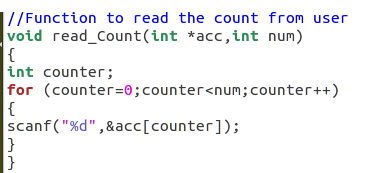 //Function to read the count from user
void read_Count(int *acc,int num)
{
int counter;
for (counter=0;counter<num;counter++)
{
scanf("%d",&acc[counter]);
}
}